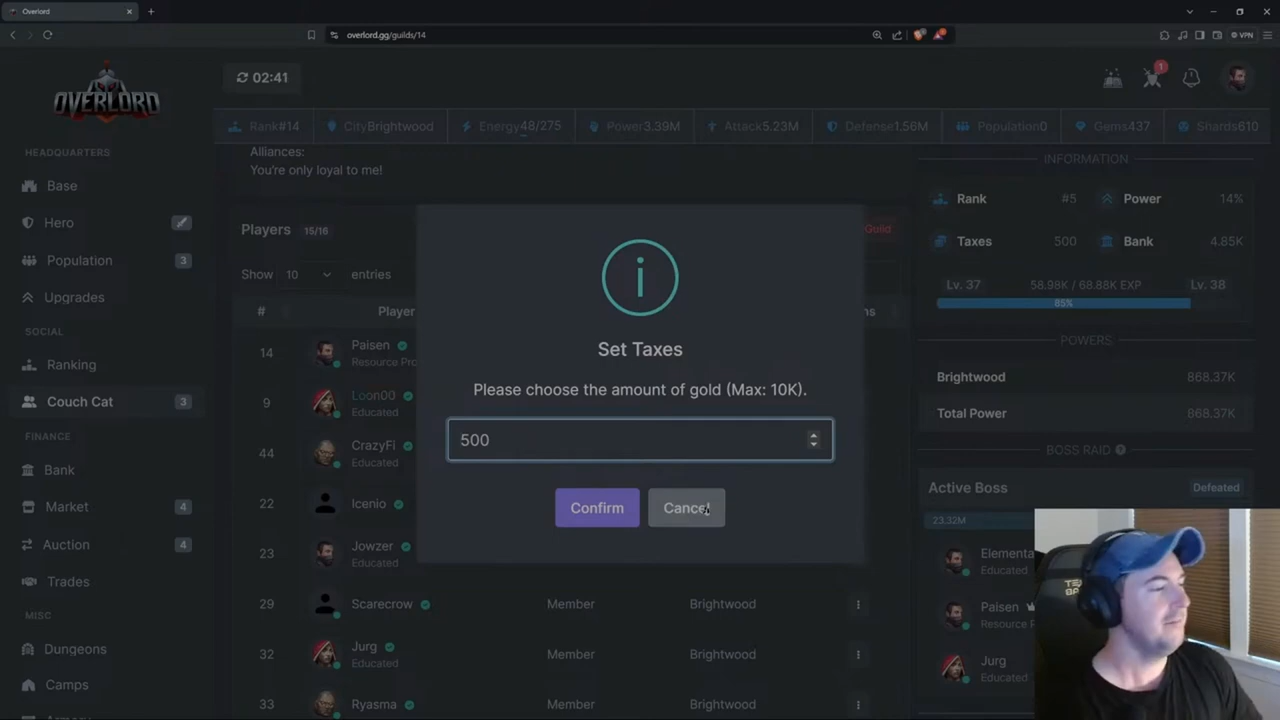 Overlord
overlord.gg/guilds/14
VPN
OVERLORD
02:41
1
Rank#14
CityBrightwood
Energy48/275
Power3.39M
Attack5.23M
Defense1.56M
Population0
Gems437
Shards610
HEADQUARTERS
Base
Hero
Population 3
Upgrades
SOCIAL
Ranking
Couch Cat 3
FINANCE
Bank
Market 4
Auction 4
Trades
MISC
Dungeons
Camps
Alliances:
You're only loyal to me!
Players 15/16
Guild
Show 10 entries
# Player
14 Paisen
Resource Pro
9 Loon00
Educated
44 CrazyFi
Educated
22 Icenio
23 Jowzer
Educated
29 Scarecrow Member Brightwood
32 Jurg Member Brightwood
Educated
33 Ryasma Member Brightwood
Set Taxes
Please choose the amount of gold (Max: 10K).
500
Confirm
Cancel
INFORMATION
Rank #5 Power 14%
Taxes 500 Bank 4.85K
Lv. 37 58.98K / 68.88K EXP Lv. 38
85%
POWERS
Brightwood 868.37K
Total Power 868.37K
BOSS RAID
Active Boss Defeated
23.32M
Elementa
Educated
Paisen
Resource P
Jurg
Educated